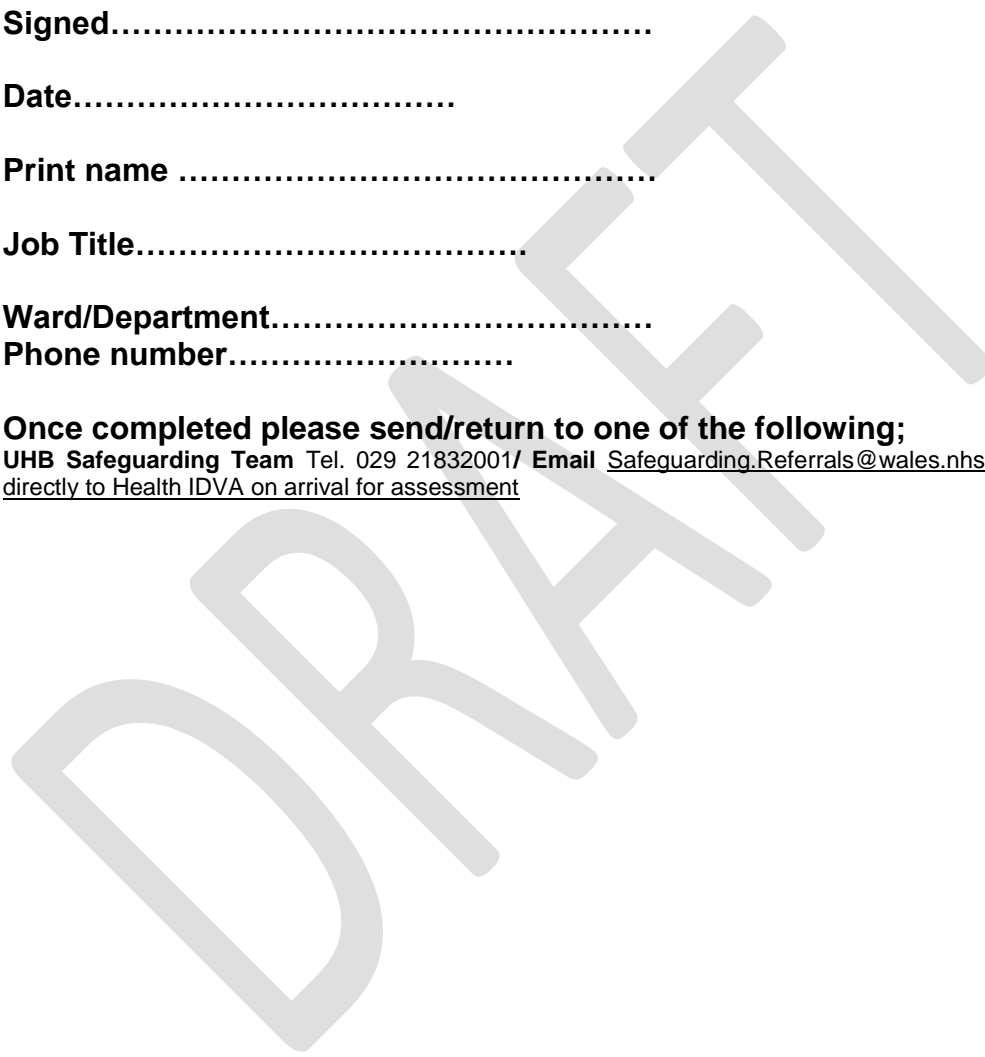 Signed……………………………………………
Date………………………………
Print name ………………………………………
Job Title……………………………….
Ward/Department………………………………
Phone number………………………
Once completed please send/return to one of the following;
UHB Safeguarding Team Tel. 029 21832001/ Email Safeguarding.Referrals@wales.nhs
directly to Health IDVA on arrival for assessment
DRAFT